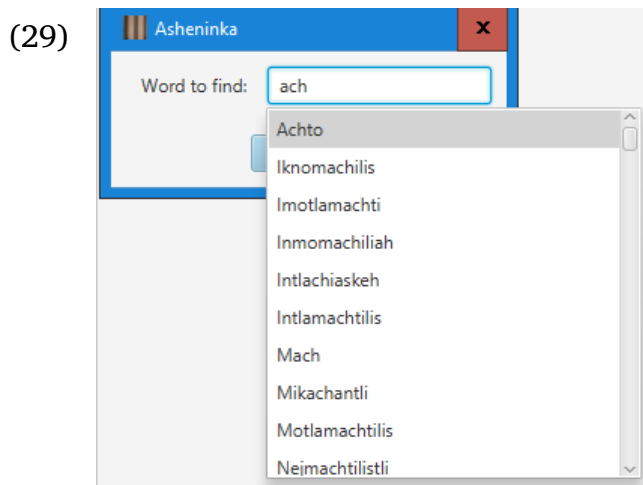 (29)
Asheninka
x
Word to find: ach
Achto
Iknomachilis
Imotlamachti
Inmomachiliah
Intlachiaskeh
Intlamachtilis
Mach
Mikachantli
Motlamachtilis
Nejmachtilistli